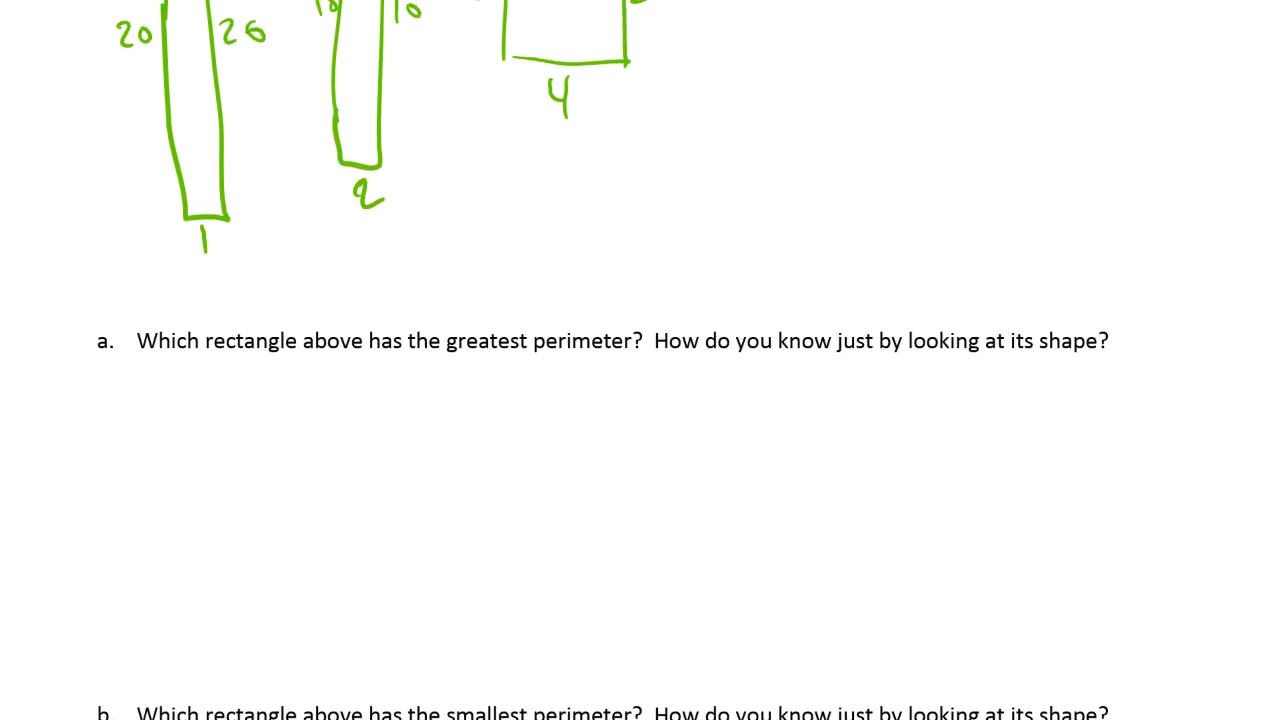 20 26 10 10
4
2
1
a. Which rectangle above has the greatest perimeter? How do you know just by looking at its shape?
b. Which rectangle above has the smallest perimeter? How do you know just by looking at its shape?